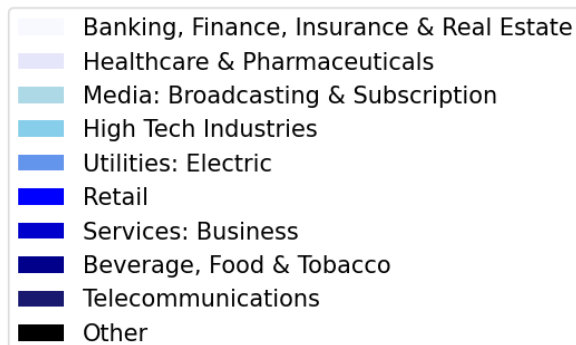 Banking, Finance, Insurance & Real Estate
Healthcare & Pharmaceuticals
Media: Broadcasting & Subscription
High Tech Industries
Utilities: Electric
Retail
Services: Business
Beverage, Food & Tobacco
Telecommunications
Other